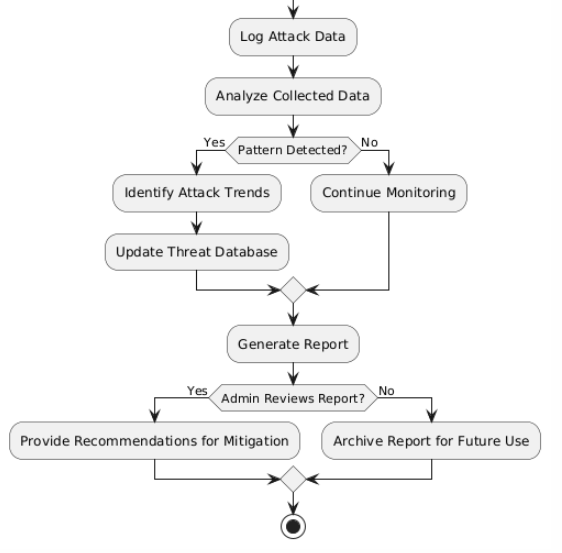 Log Attack Data
Analyze Collected Data
Yes
Pattern Detected?
No
Identify Attack Trends
Continue Monitoring
Update Threat Database
Generate Report
Yes
Admin Reviews Report?
No
Provide Recommendations for Mitigation
Archive Report for Future Use